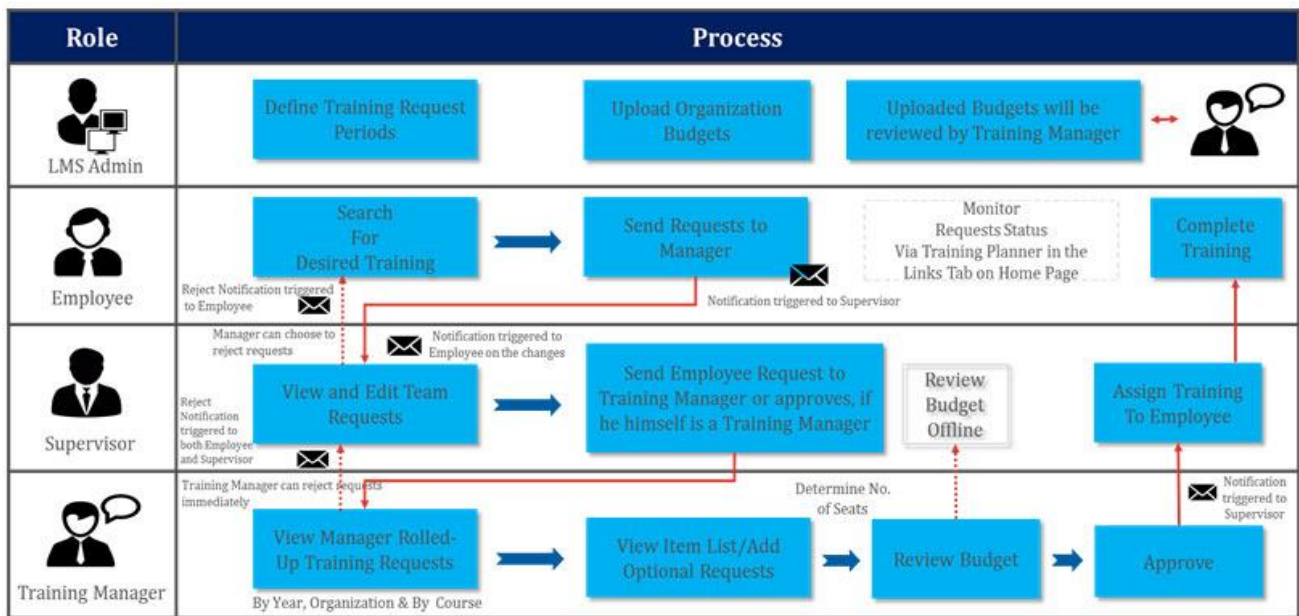 Role
Process
LMS Admin
Define Training Request
Periods
Upload Organization
Budgets
Uploaded Budgets will be
reviewed by Training Manager
Employee
Search
For
Desired Training
Send Requests to
Manager
Monitor
Requests Status
Via Training Planner in the
Links Tab on Home Page
Complete
Training
Reject Notification triggered
to Employee
Notification triggered to Supervisor
Supervisor
Manager can choose to
reject requests
Notification triggered to
Employee on the changes
View and Edit Team
Requests
Send Employee Request to
Training Manager or approves, if
he himself is a Training Manager
Review
Budget
Offline
Assign Training
To Employee
Reject
Notification
triggered to
both Employee
and Supervisor
Training Manager
Training Manager can reject requests
immediately
Determine No.
of Seats
Notification
triggered to
Supervisor
View Manager Rolled-
Up Training Requests
View Item List/Add
Optional Requests
Review Budget
Approve
By Year, Organization & By Course